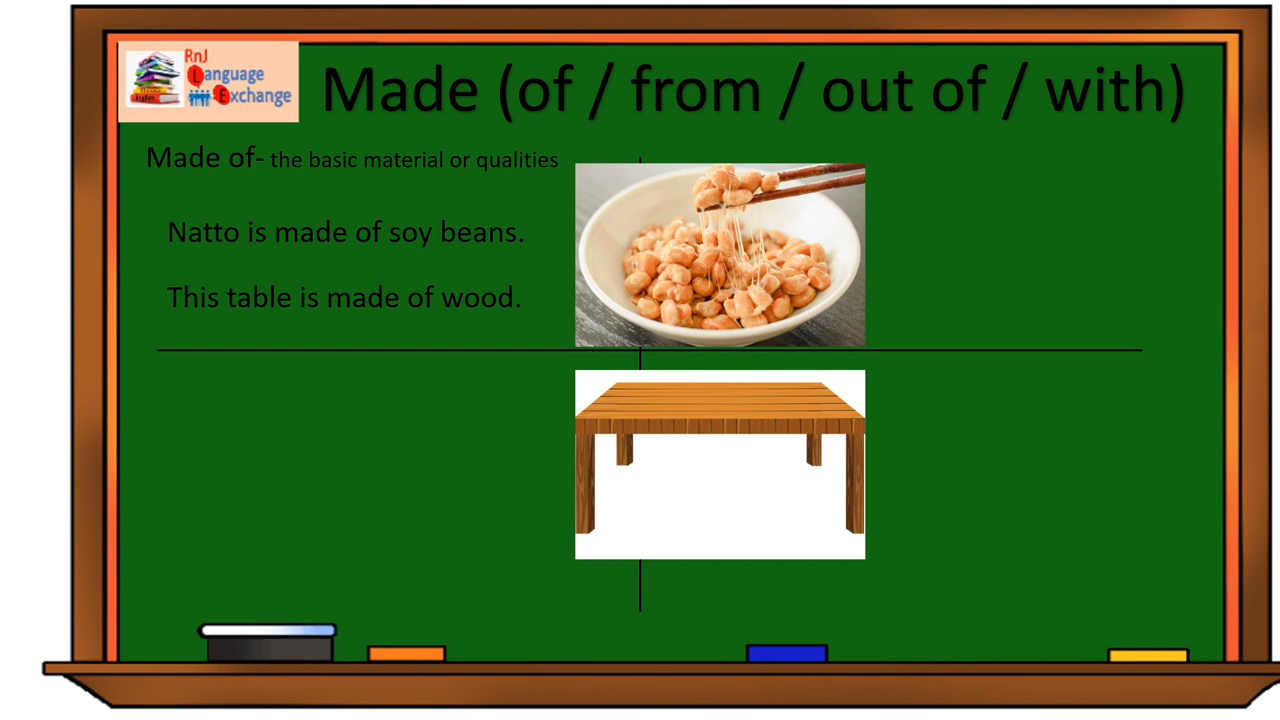 RnJ
Language
Exchange
Made (of / from / out of / with)
Made of- the basic material or qualities
Natto is made of soy beans.
This table is made of wood.